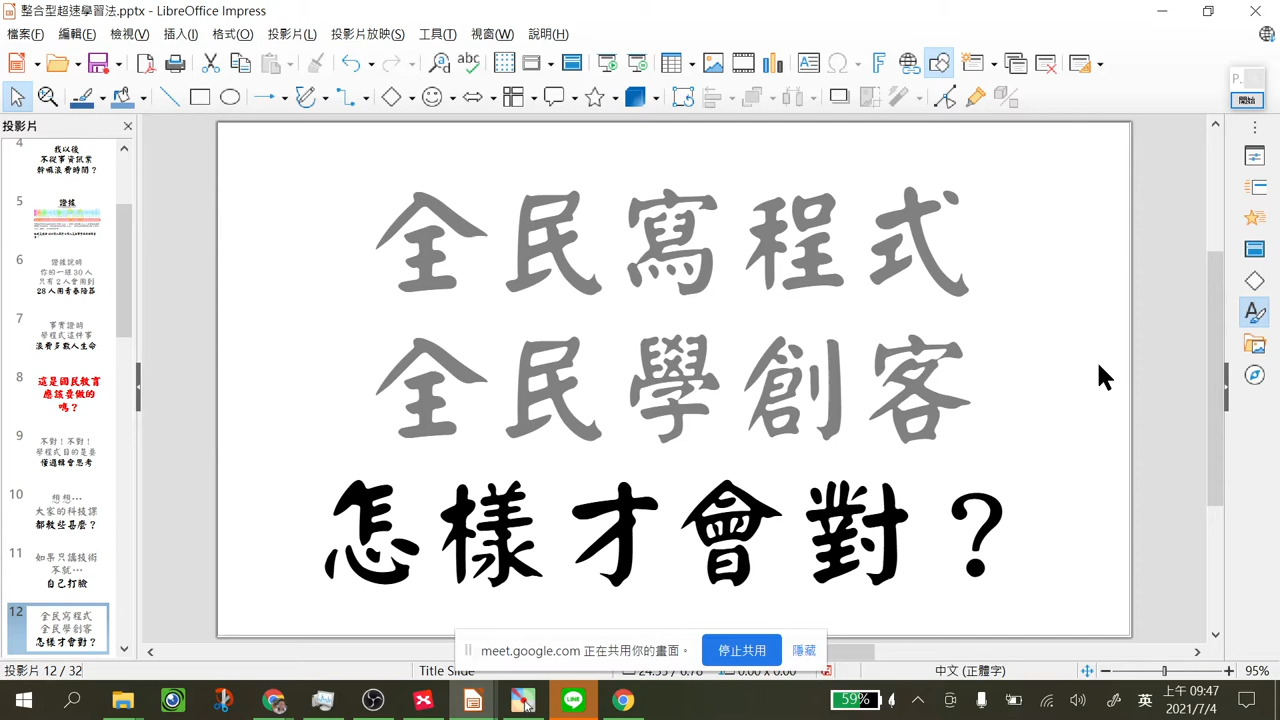 整合型超速學習法.pptx - LibreOffice Impress
檔案(F) 編輯(E) 檢視(V) 插入(I) 格式(O) 投影片(L) 投影片放映(S) 工具(T) 視窗(W) 說明(H)
P.
開始
投影片
4
我以後
不從事資訊業
幹嘛浪費時間？
5
證據
6
證據說明
你的一班30人
只有2人會用到
28人用青春陪葬
7
事實證明
學程式這件事
浪費多數人生命
8
這是國民教育
應該要做的
嗎？
9
不對！不對！
學程式目的是要
懂邏輯會思考
10
想想…
大家的科技課
都教些甚麼？
11
如果只講技術
不就…
自己打臉
12
全民寫程式
全民學創客
怎樣才會對？
全民寫程式
全民學創客
怎樣才會對？
meet.google.com 正在共用你的畫面。 停止共用 隱藏
投影片 12 / 32 Title Slide 中文 (正體字) 95%
LINE
59% 英 上午 09:47
2021/7/4